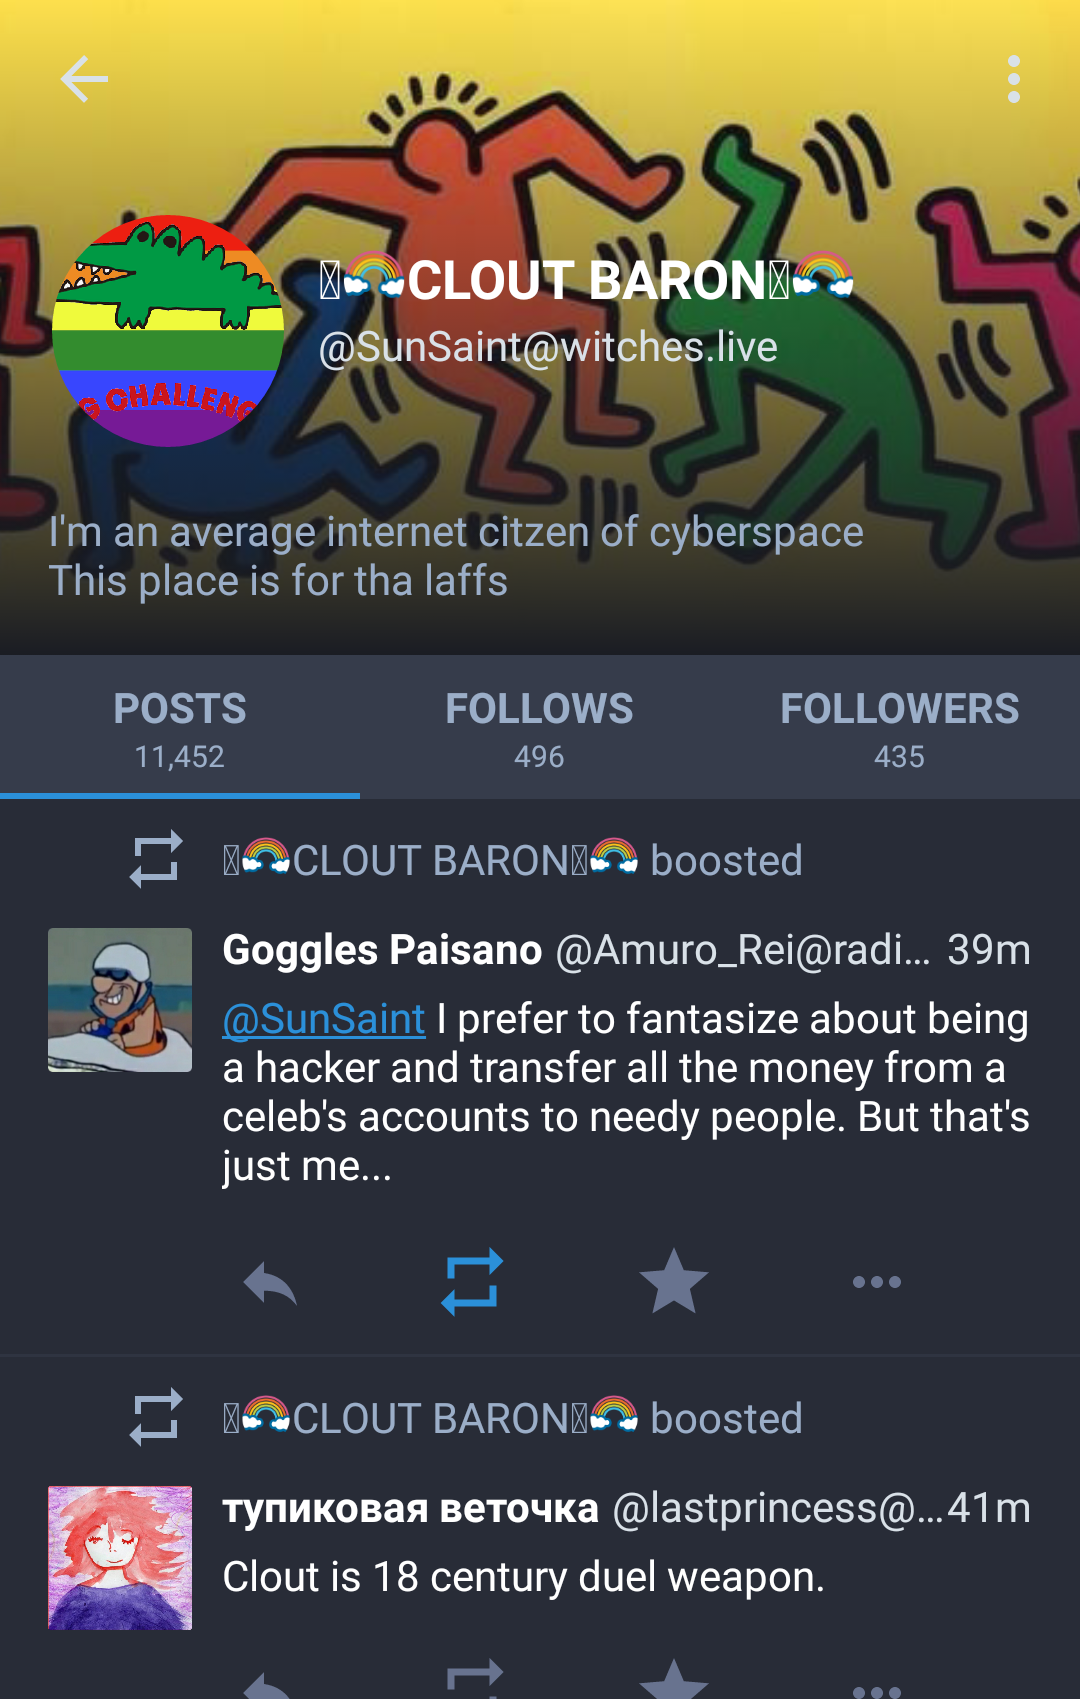 🌈CLOUT BARON🌈
@SunSaint@witches.live
G CHALLENG
I'm an average internet citzen of cyberspace
This place is for tha laffs
POSTS FOLLOWS FOLLOWERS
11,452 496 435
🌈CLOUT BARON🌈 boosted
Goggles Paisano @Amuro_Rei@radi... 39m
@SunSaint I prefer to fantasize about being
a hacker and transfer all the money from a
celeb's accounts to needy people. But that's
just me...
🌈CLOUT BARON🌈 boosted
тупиковая веточка @lastprincess@...41m
Clout is 18 century duel weapon.